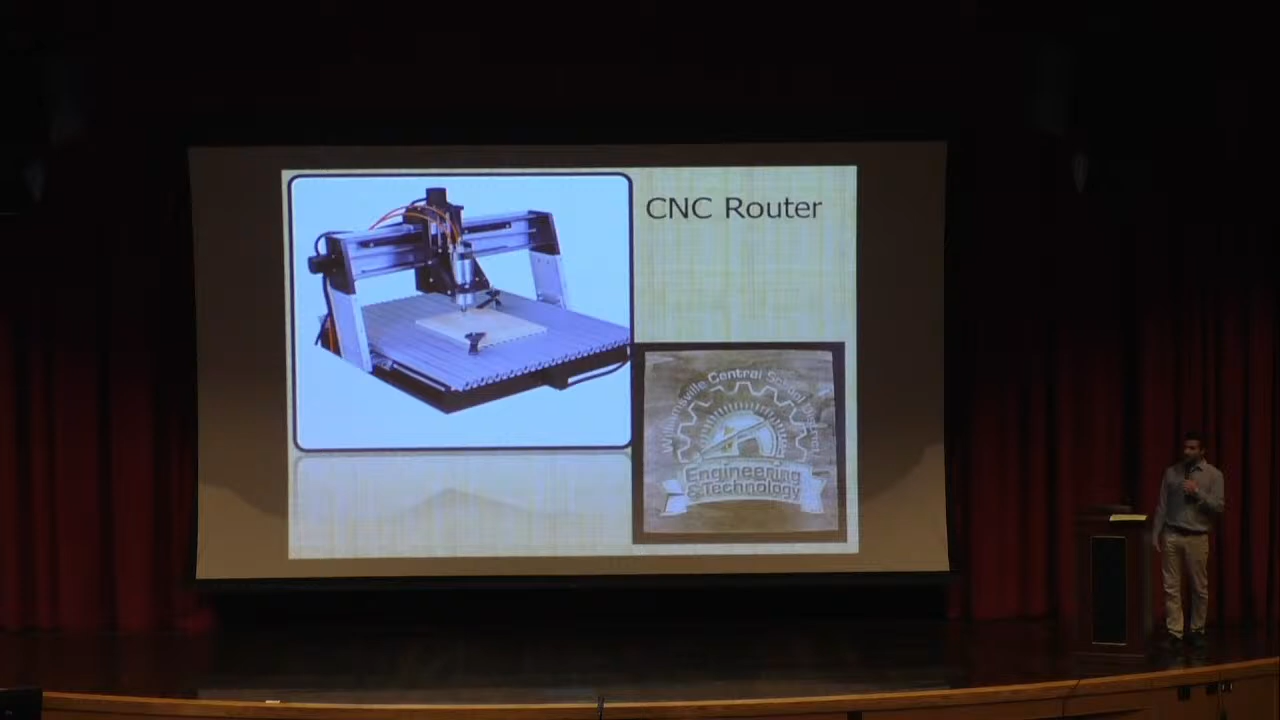 CNC Router
Williamsville Central School District
Engineering
& Technology